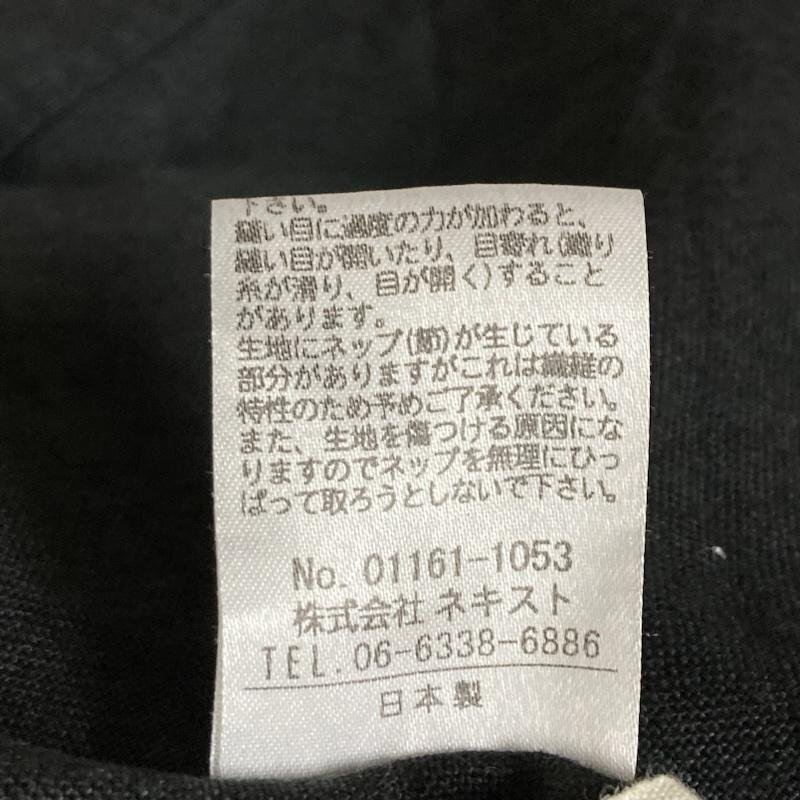 下さい。
縫い目に過度の力が加わると、
縫い目が開いたり、目寄れ(織り
糸が滑り、目が開く)すること
があります。
生地にネップ(節)が生じている
部分がありますがこれは繊維の
特性のため予めご了承ください。
また、生地を傷つける原因にな
りますのでネップを無理にひっ
ぱって取ろうとしないで下さい。
No. 01161-1053
株式会社 ネキスト
TEL.06-6338-6886
日本製